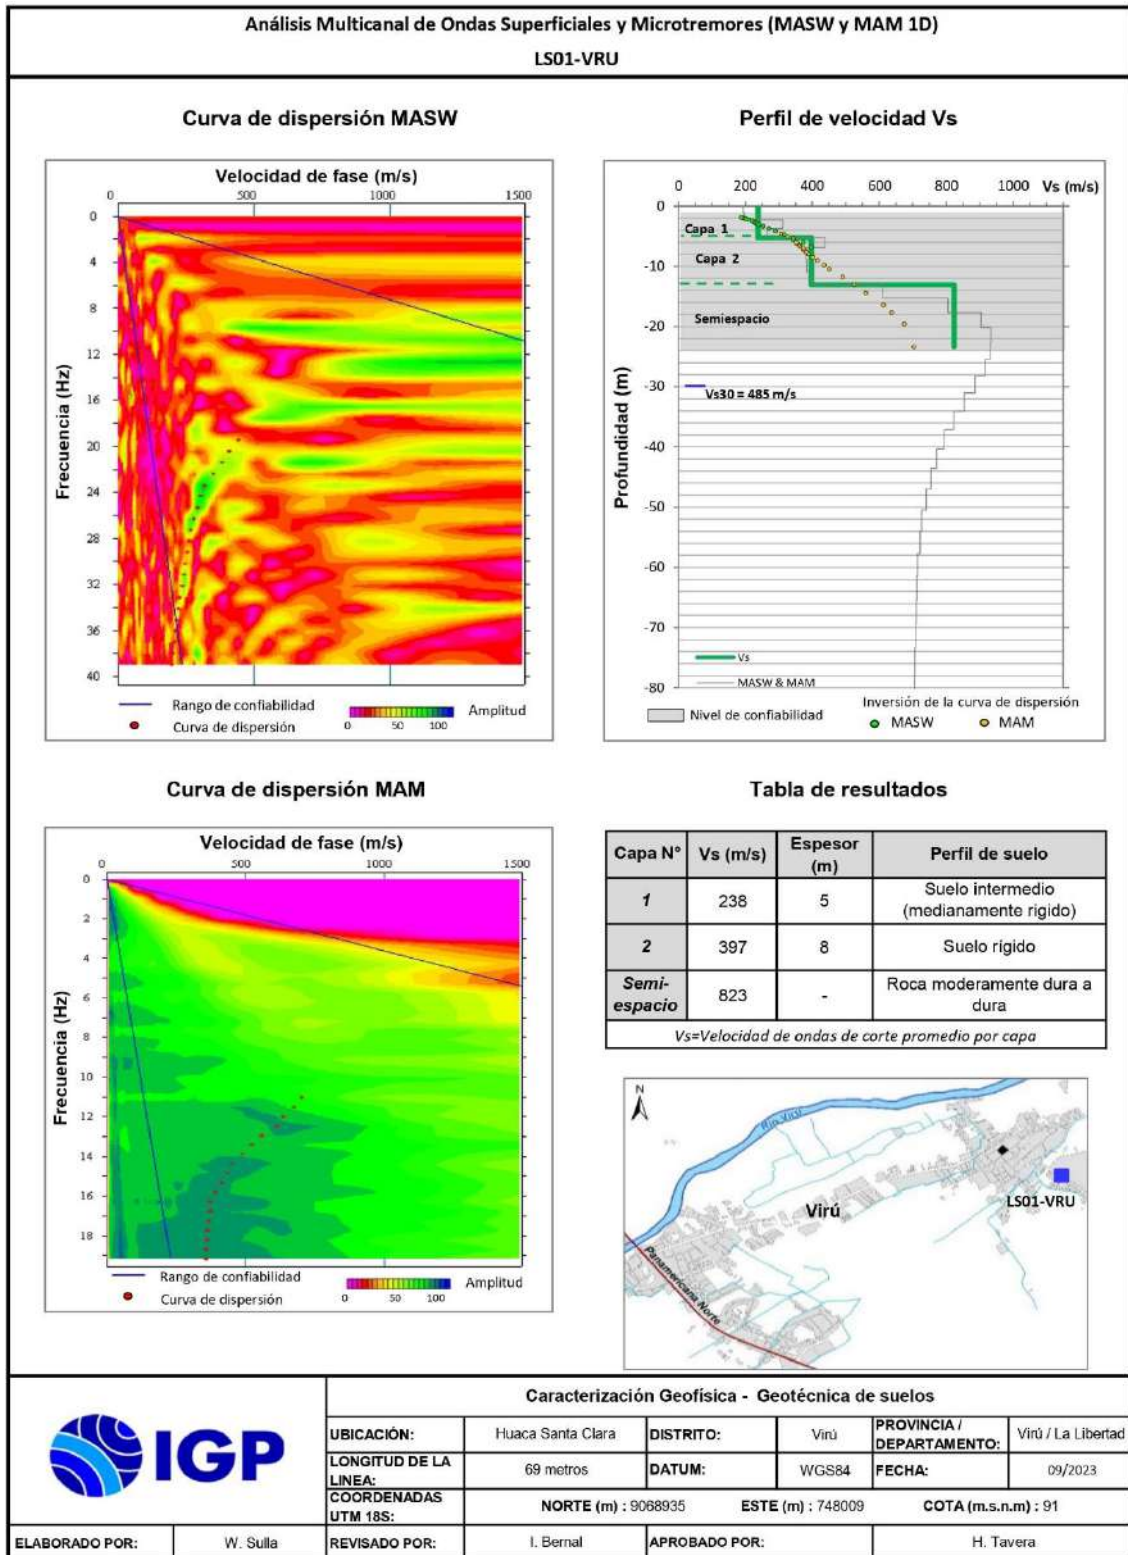 Análisis Multicanal de Ondas Superficiales y Microtremores (MASW y MAM 1D)
LS01-VRU
Curva de dispersión MASW
Velocidad de fase (m/s)
0 500 1000 1500
Frecuencia (Hz)
0
4
8
12
16
20
24
28
32
36
40
Rango de confiabilidad
Curva de dispersión
Amplitud
0 50 100
Perfil de velocidad Vs
0 200 400 600 800 1000 Vs (m/s)
Profundidad (m)
0
-10
-20
-30
-40
-50
-60
-70
-80
Capa 1
Capa 2
Semiespacio
Vs30 = 485 m/s
Vs
MASW & MAM
Nivel de confiabilidad
Inversión de la curva de dispersión
MASW MAM
Curva de dispersión MAM
Velocidad de fase (m/s)
0 500 1000 1500
Frecuencia (Hz)
0
2
4
6
8
10
12
14
16
18
Rango de confiabilidad
Curva de dispersión
Amplitud
0 50 100
Tabla de resultados
Capa N° Vs (m/s) Espesor (m) Perfil de suelo
1 238 5 Suelo intermedio (medianamente rigido)
2 397 8 Suelo rígido
Semi-espacio 823 - Roca moderamente dura a dura
Vs=Velocidad de ondas de corte promedio por capa
N
Río Virú
Virú
LS01-VRU
Panamericana Norte
IGP
Caracterización Geofísica - Geotécnica de suelos
UBICACIÓN: Huaca Santa Clara DISTRITO: Virú PROVINCIA / DEPARTAMENTO: Virú / La Libertad
LONGITUD DE LA LINEA: 69 metros DATUM: WGS84 FECHA: 09/2023
COORDENADAS UTM 18S: NORTE (m) : 9068935 ESTE (m) : 748009 COTA (m.s.n.m) : 91
ELABORADO POR: W. Sulla REVISADO POR: I. Bernal APROBADO POR: H. Tavera